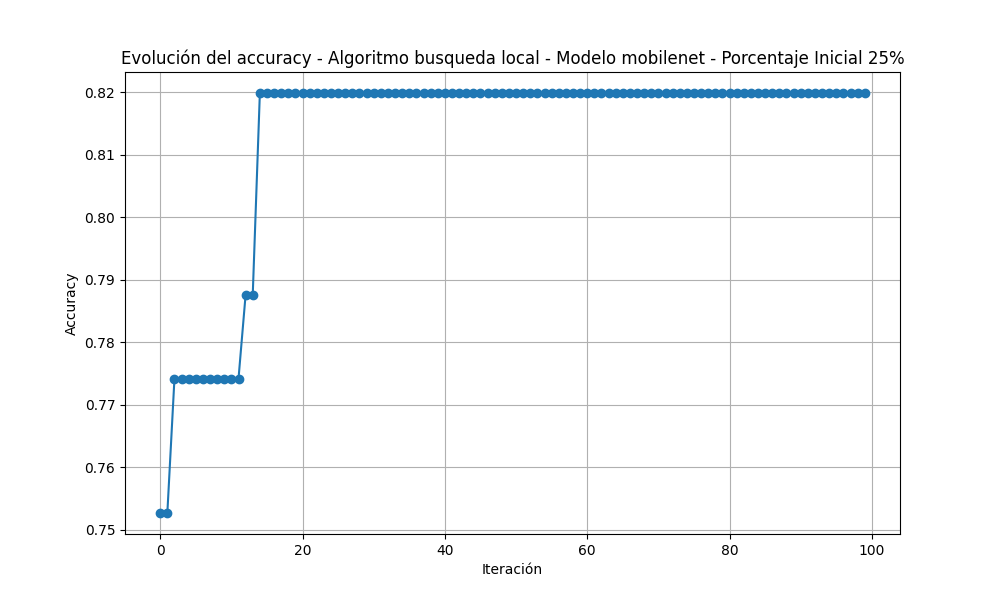 Evolución del accuracy - Algoritmo busqueda local - Modelo mobilenet - Porcentaje Inicial 25%
0.82
0.81
0.80
0.79
0.78
0.77
0.76
0.75
Accuracy
0 20 40 60 80 100
Iteración